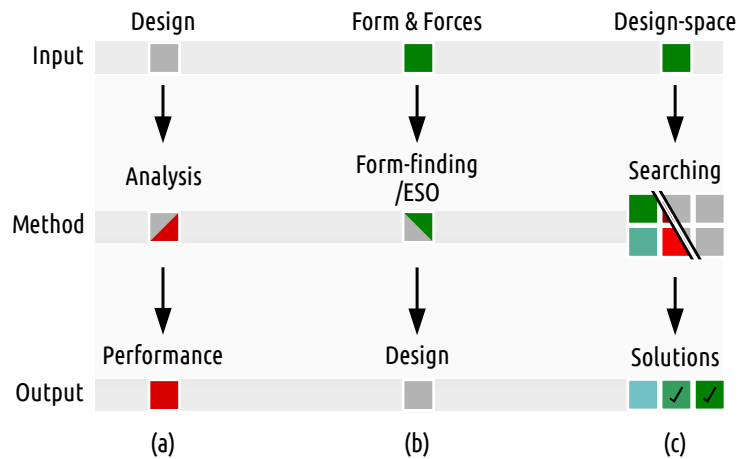 Design Form & Forces Design-space
Input
Analysis Form-finding Searching
/ESO
Method
Performance Design Solutions
Output
(a) (b) (c)